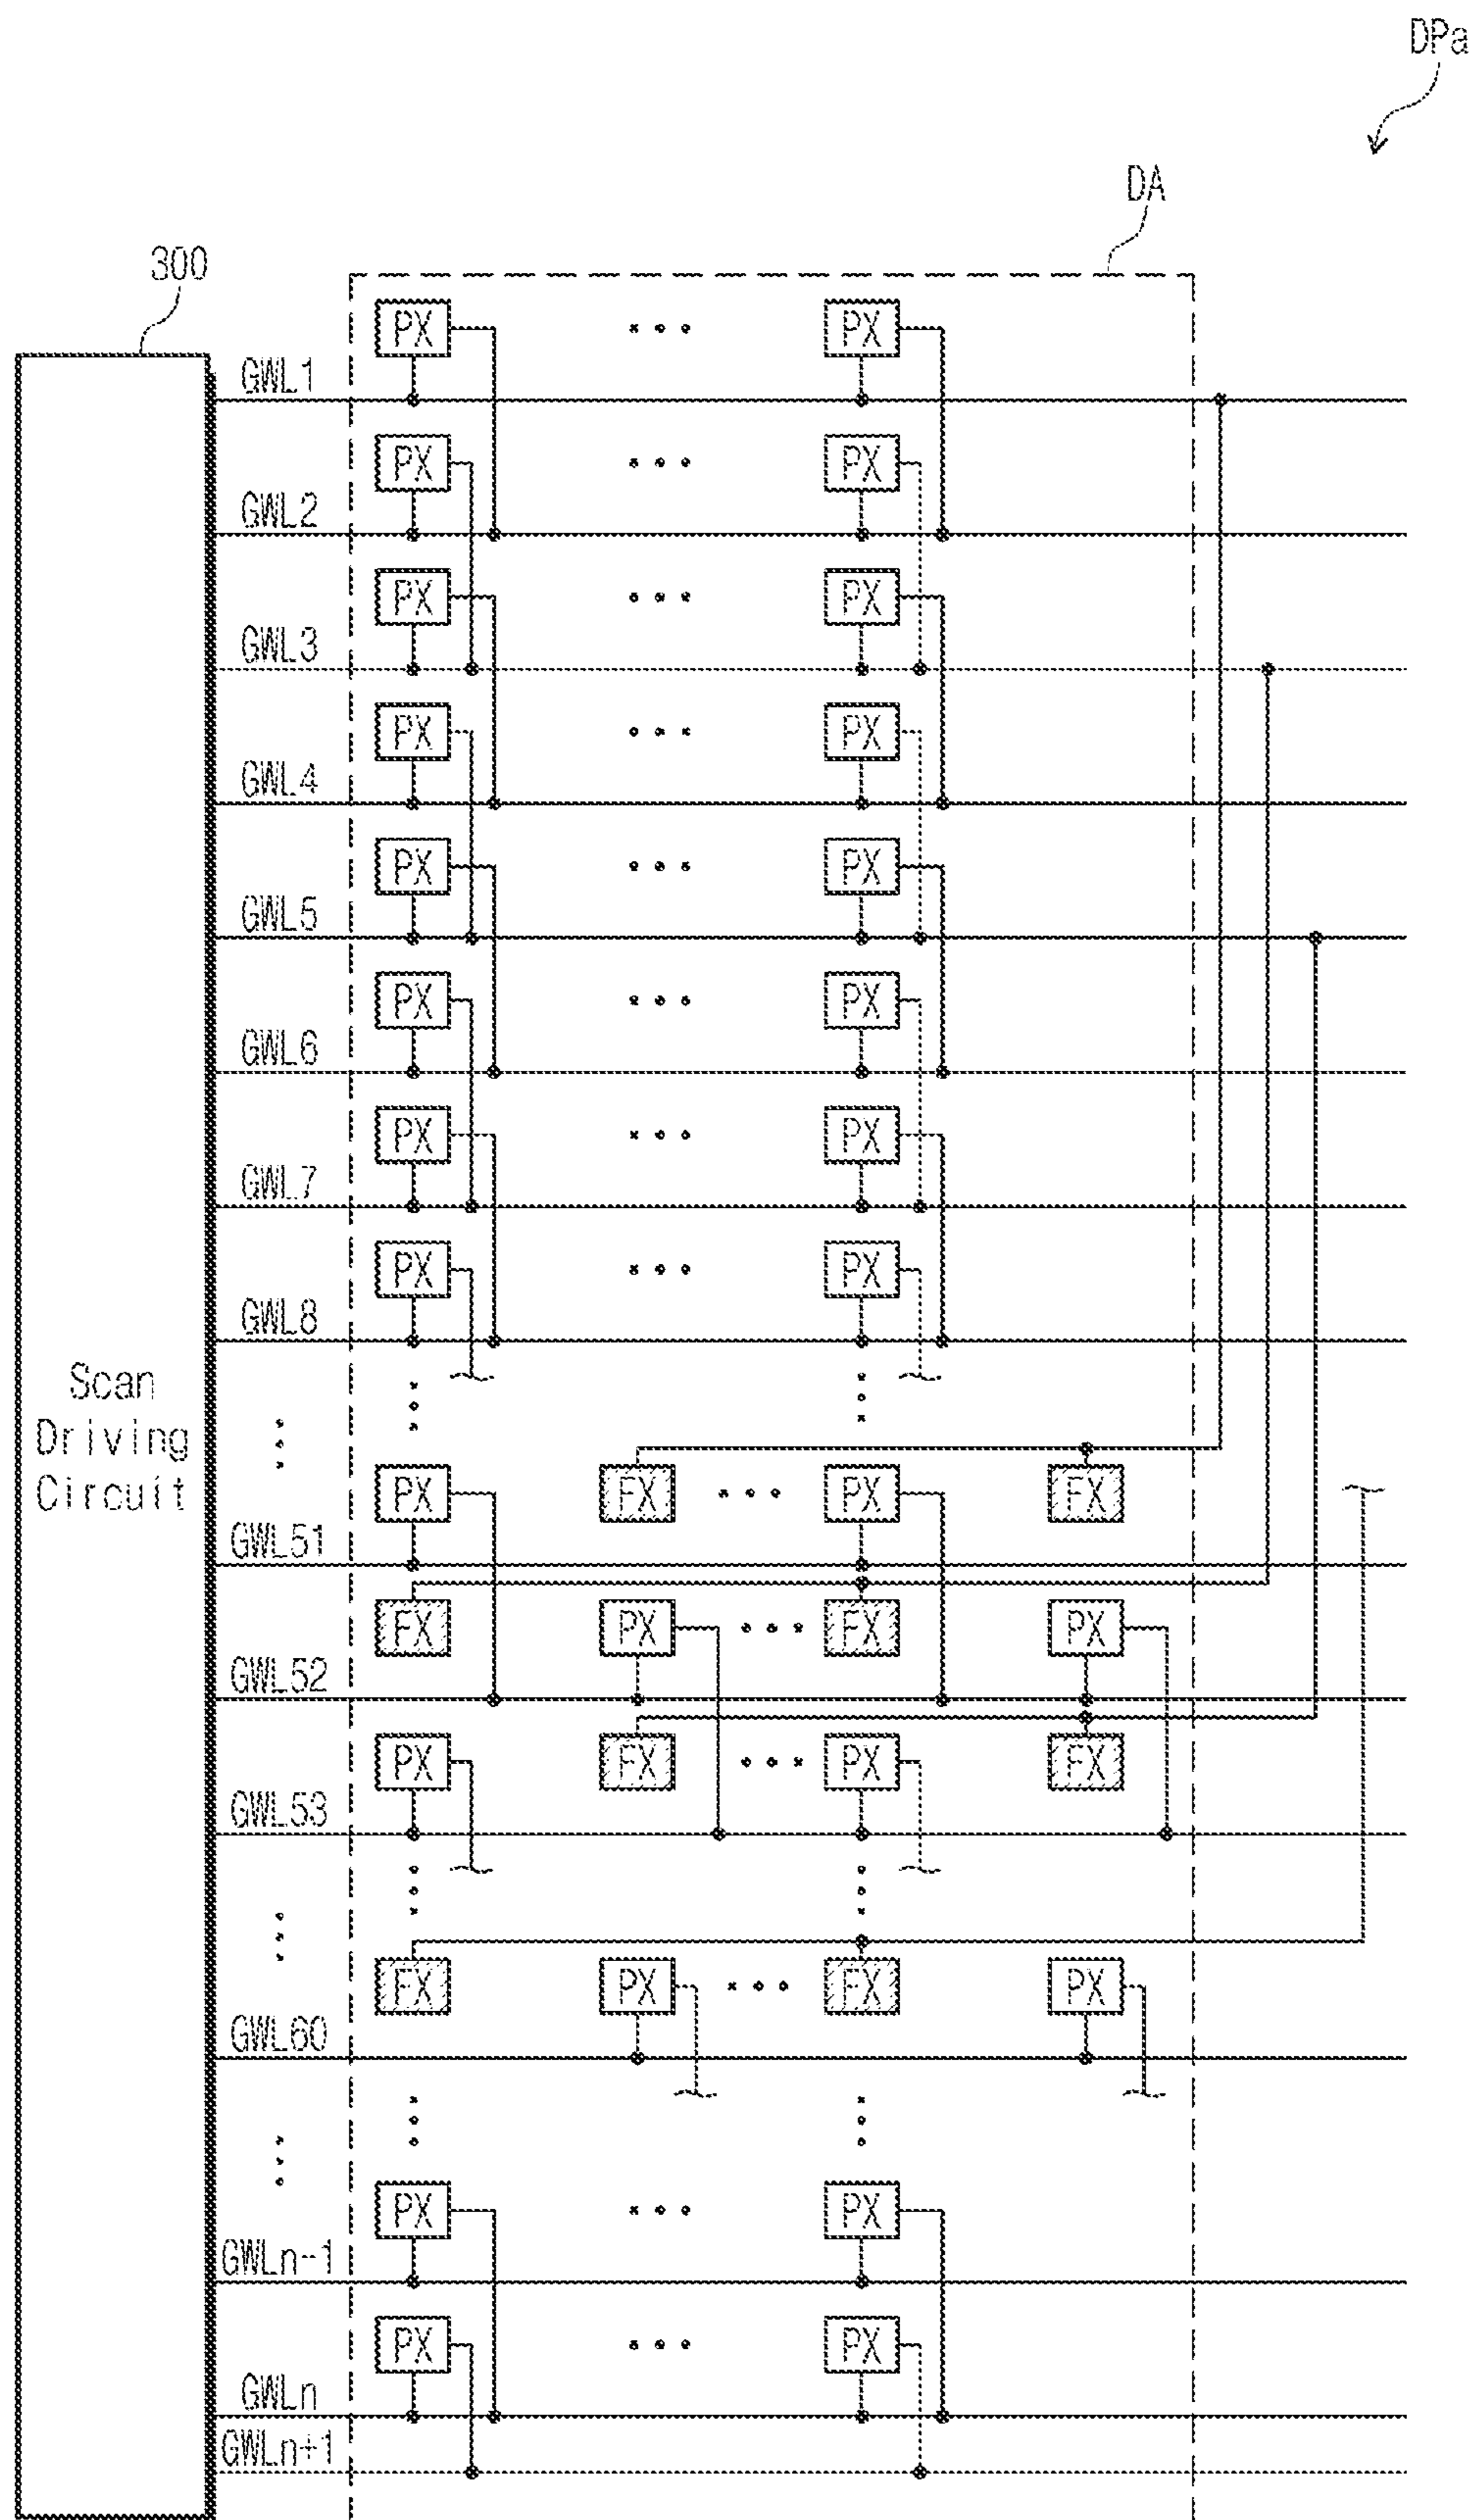 DPa
DA
300
PX ••• PX
GWL1
PX ••• PX
GWL2
PX ••• PX
GWL3
PX ••• PX
GWL4
PX ••• PX
GWL5
PX ••• PX
GWL6
PX ••• PX
GWL7
PX ••• PX
GWL8
Scan
Driving
Circuit
PX FX ••• PX FX
GWL51
FX PX ••• FX PX
GWL52
PX FX ••• PX FX
GWL53
FX PX ••• FX PX
GWL60
PX ••• PX
GWLn-1
PX ••• PX
GWLn
GWLn+1